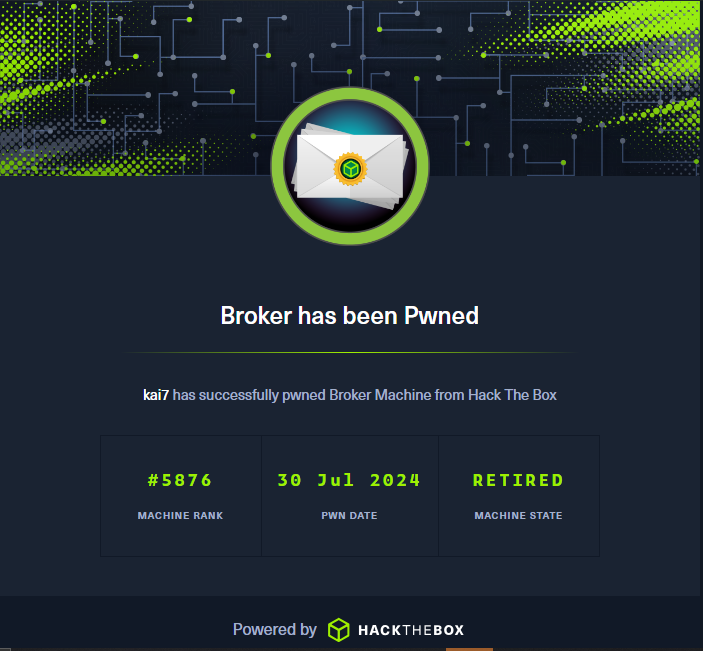 Broker has been Pwned
kai7 has successfully pwned Broker Machine from Hack The Box
#5876 30 Jul 2024 RETIRED
MACHINE RANK PWN DATE MACHINE STATE
Powered by HACKTHEBOX